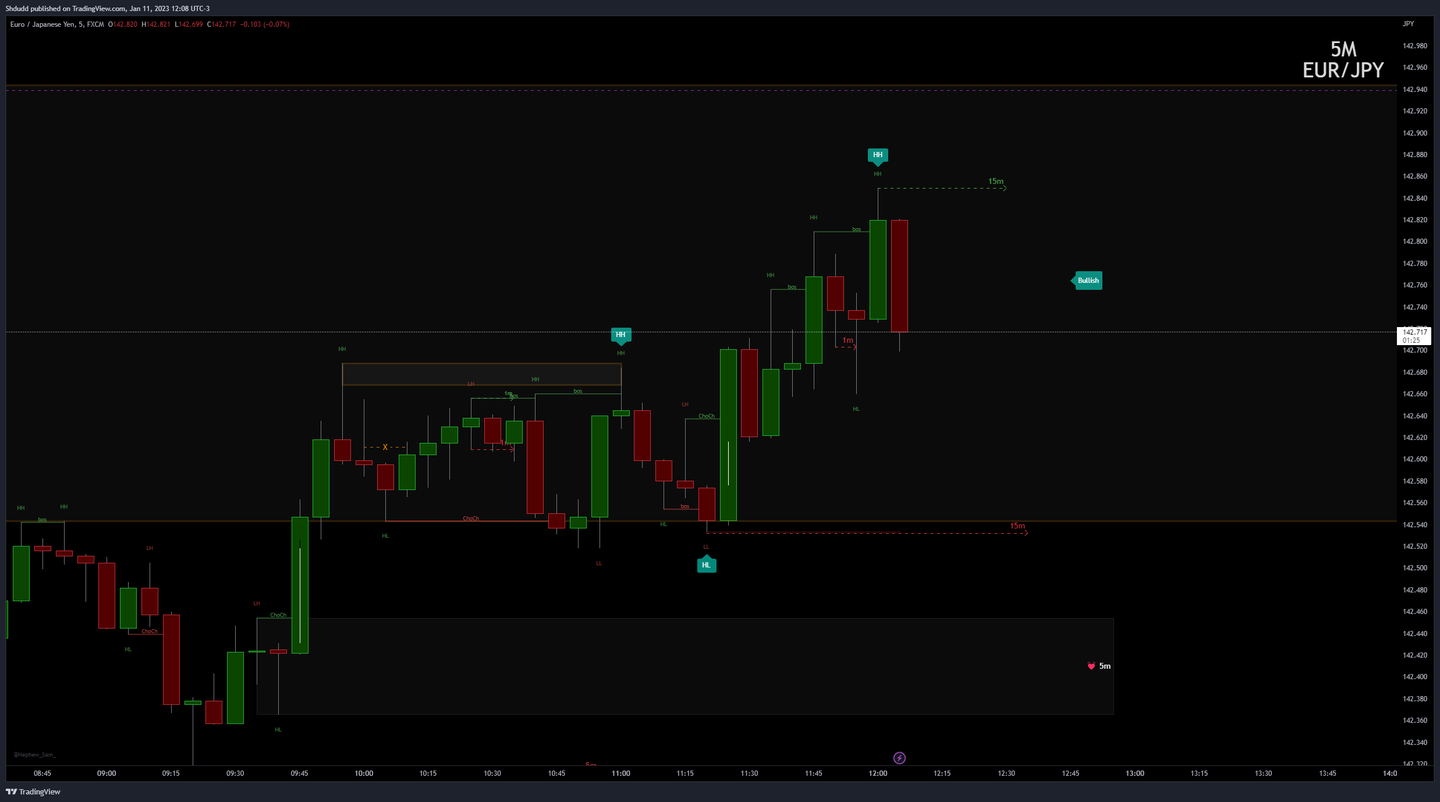 Shdudd published on TradingView.com, Jan 11, 2023 12:08 UTC-3
Euro / Japanese Yen, 5, FXCM O142.820 H142.821 L142.699 C142.717 −0.103 (−0.07%)
JPY
5M
EUR/JPY
142.980
142.960
142.940
142.920
142.900
142.880
142.860
142.840
142.820
142.800
142.780
142.760
142.740
142.717
01:25
142.700
142.680
142.660
142.640
142.620
142.600
142.580
142.560
142.540
142.520
142.500
142.480
142.460
142.440
142.420
142.400
142.380
142.360
142.340
142.320
HH
HH
15m
HH
bos
HH
bos
Bullish
HH
HH
HH
1m
LH
HH
bos
bos
HL
LH
ChoCh
X
HH
bos
HH
ChoCh
bos
HL
HL
15m
LH
LL
LL
HL
LH
ChoCh
ChoCh
HL
5m
HL
@Nephew_Sam_
5m
08:45 09:00 09:15 09:30 09:45 10:00 10:15 10:30 10:45 11:00 11:15 11:30 11:45 12:00 12:15 12:30 12:45 13:00 13:15 13:30 13:45 14:0
TradingView